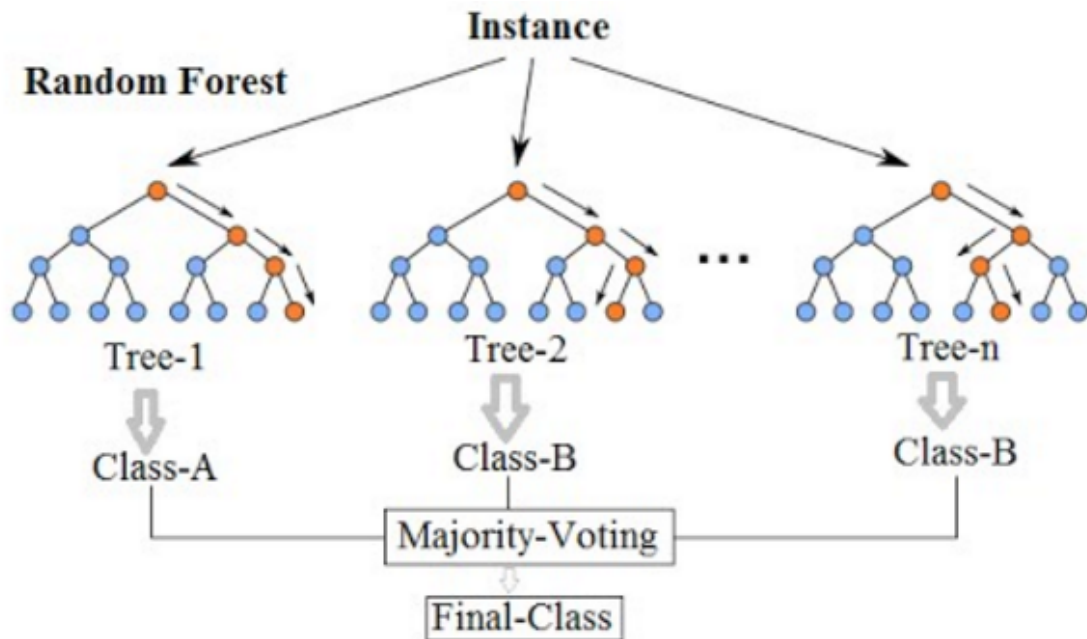 Instance
Random Forest
...
Tree-1
Tree-2
Tree-n
Class-A
Class-B
Class-B
Majority-Voting
Final-Class